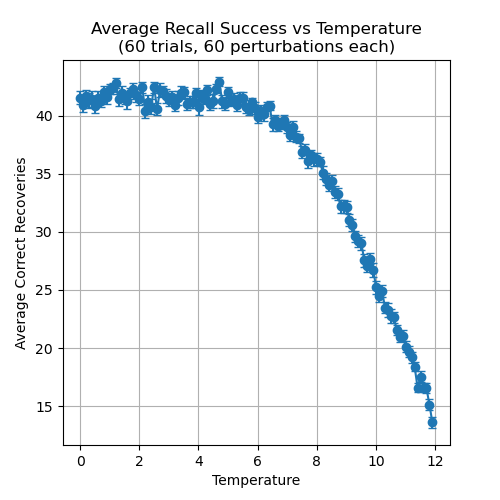 Average Recall Success vs Temperature
(60 trials, 60 perturbations each)
Average Correct Recoveries
40
35
30
25
20
15
0 2 4 6 8 10 12
Temperature